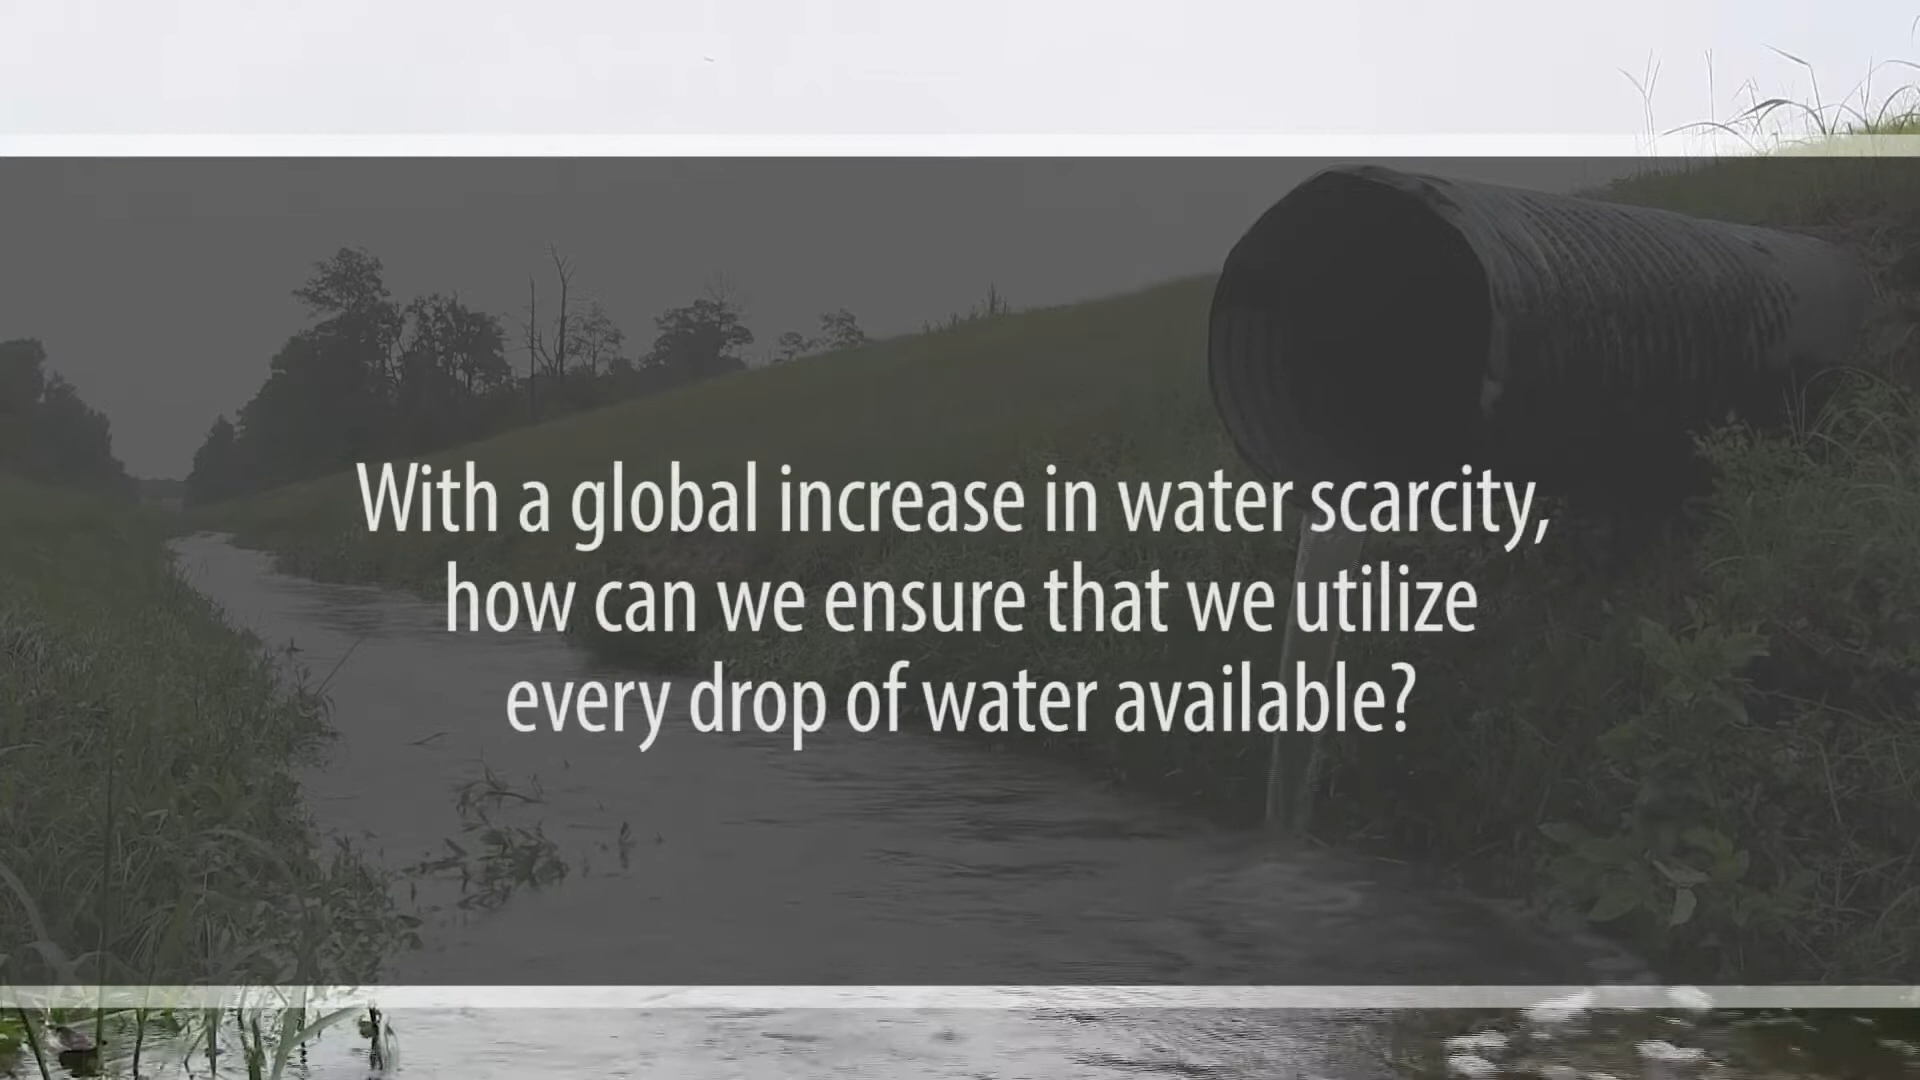 With a global increase in water scarcity,
how can we ensure that we utilize
every drop of water available?